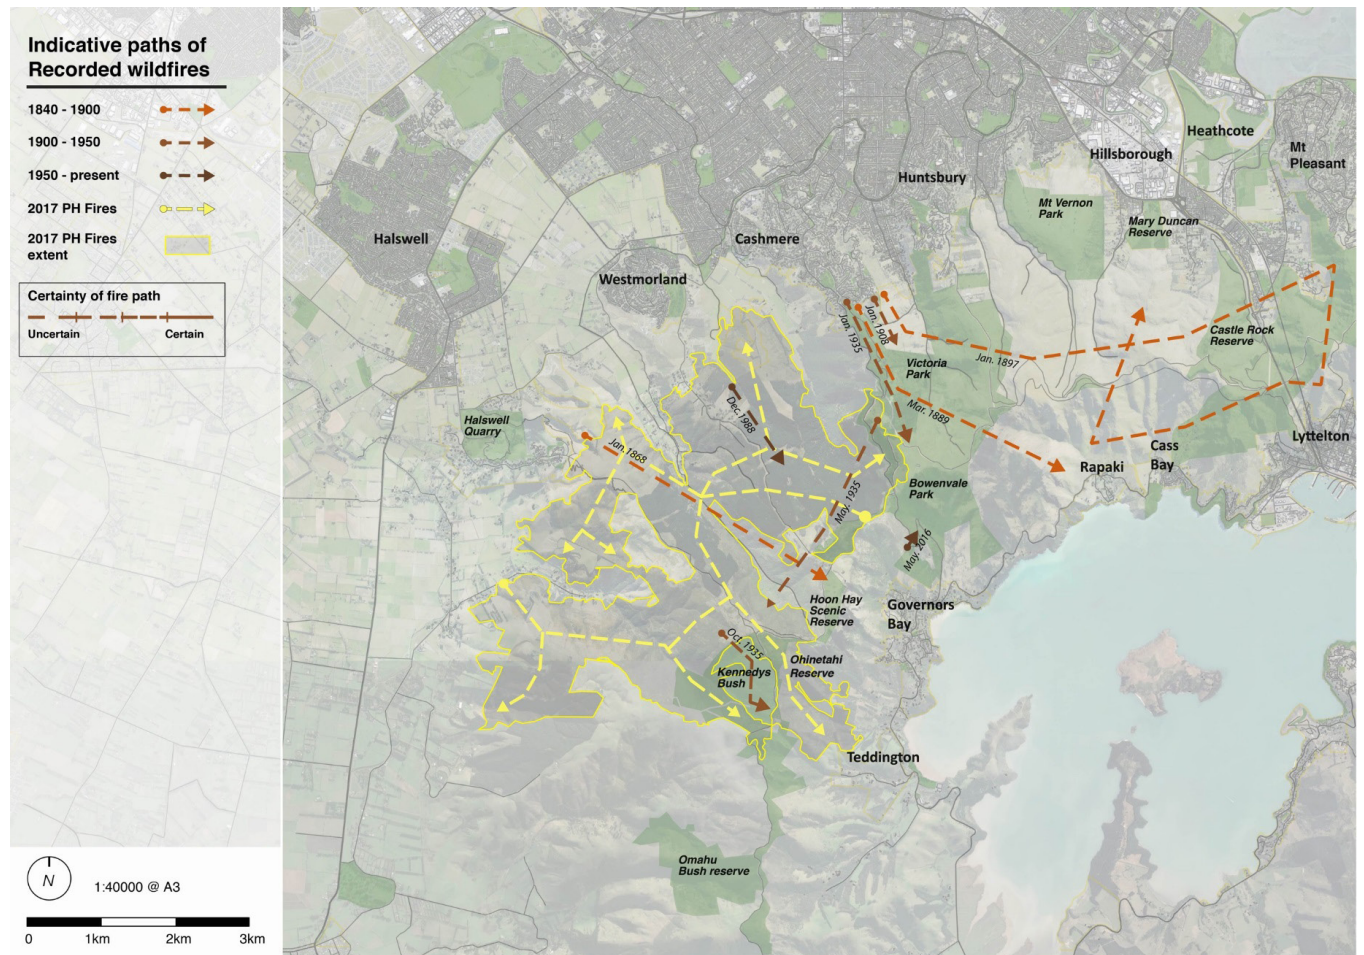 Indicative paths of
Recorded wildfires
1840 - 1900
1900 - 1950
1950 - present
2017 PH Fires
2017 PH Fires
extent
Certainty of fire path
Uncertain
Certain
N
1:40000 @ A3
0
1km
2km
3km
Heathcote
Hillsborough
Mt
Pleasant
Huntsbury
Mt Vernon
Park
Mary Duncan
Reserve
Halswell
Cashmere
Westmorland
Jan. 1935
Jan. 1908
Castle Rock
Reserve
Jan. 1897
Victoria
Park
Dec. 1988
Mar. 1889
Halswell
Quarry
Jan. 1868
Lyttelton
Cass
Bay
Rapaki
Bowenvale
Park
May. 1935
May. 2016
Hoon Hay
Scenic
Reserve
Governors
Bay
Oct. 1935
Ohinetahi
Reserve
Kennedys
Bush
Teddington
Omahu
Bush reserve